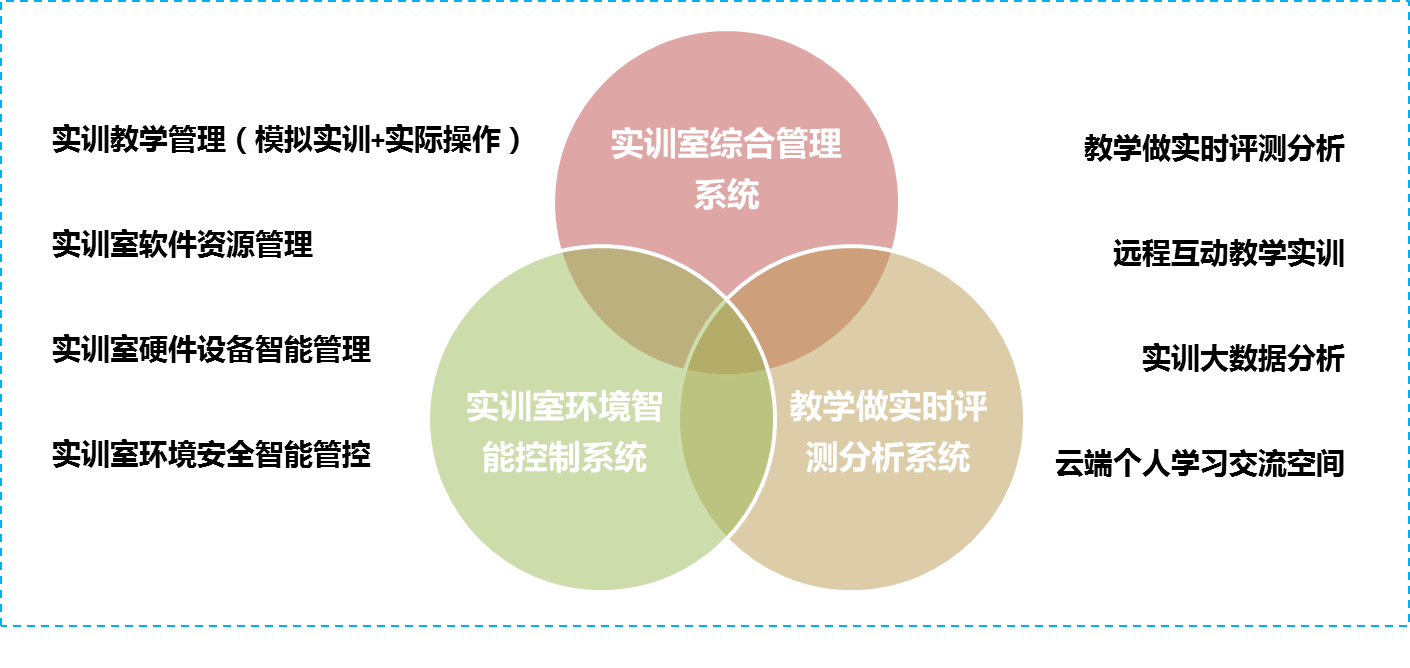 实训教学管理（模拟实训+实际操作）
实训室软件资源管理
实训室硬件设备智能管理
实训室环境安全智能管控
实训室综合管理
系统
实训室环境智
能控制系统
教学做实时评
测分析系统
教学做实时评测分析
远程互动教学实训
实训大数据分析
云端个人学习交流空间